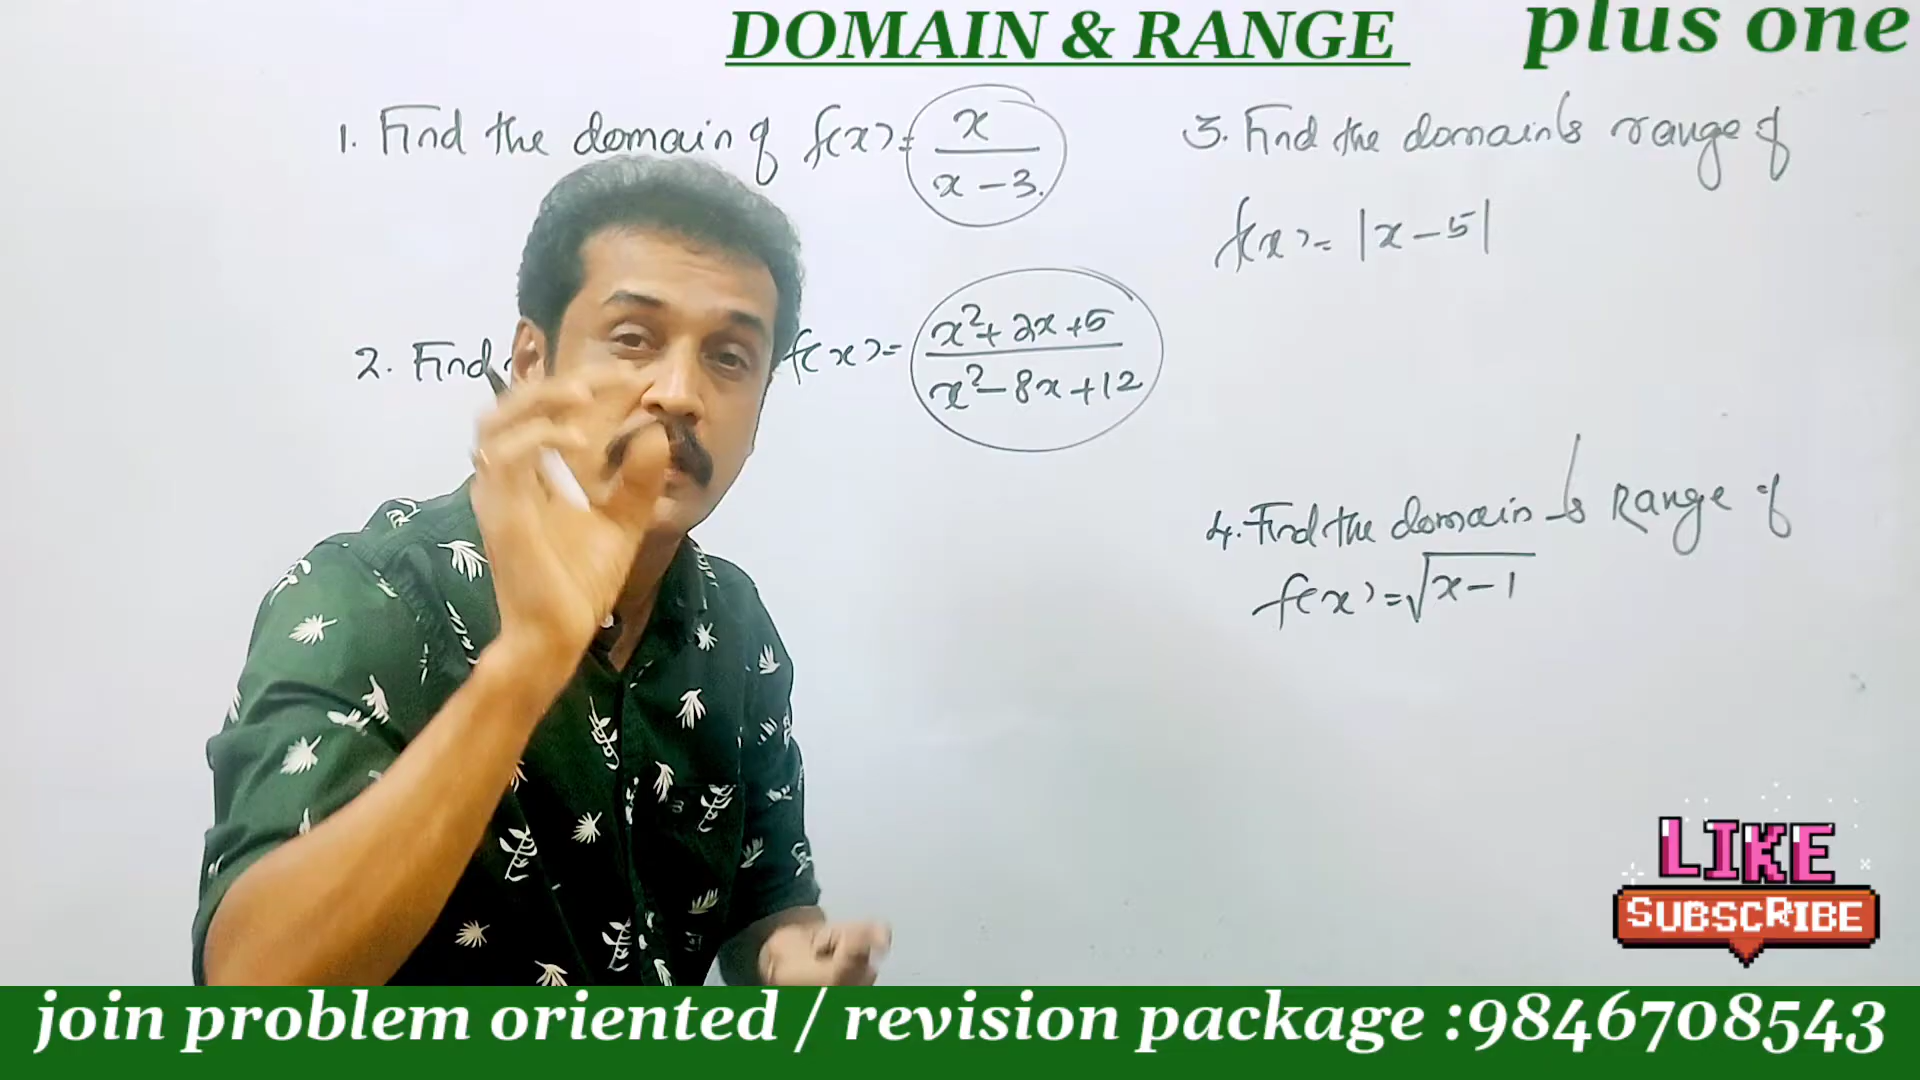 DOMAIN & RANGE
plus one
1. Find the domain of f(x) = x
x - 3.
2. Find f(x) = x²+ 2x +5
x² - 8x + 12
3. Find the domain & range of
f(x) = |x - 5|
4. Find the domain & Range of
f(x) = √x - 1
LIKE
SUBSCRIBE
join problem oriented / revision package :9846708543